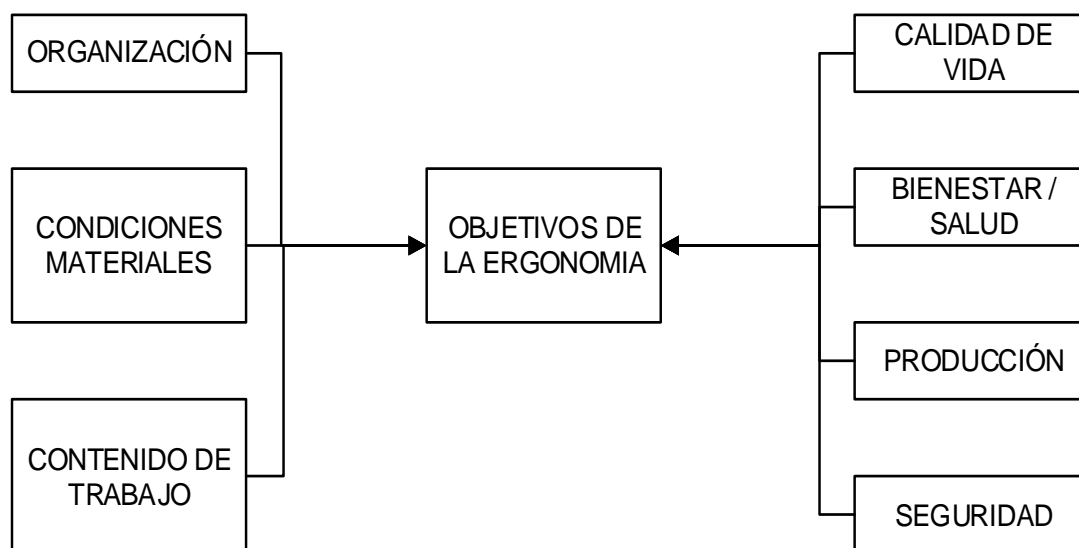 ORGANIZACIÓN
CONDICIONES
MATERIALES
CONTENIDO DE
TRABAJO
OBJETIVOS DE
LA ERGONOMIA
CALIDAD DE
VIDA
BIENESTAR /
SALUD
PRODUCCIÓN
SEGURIDAD